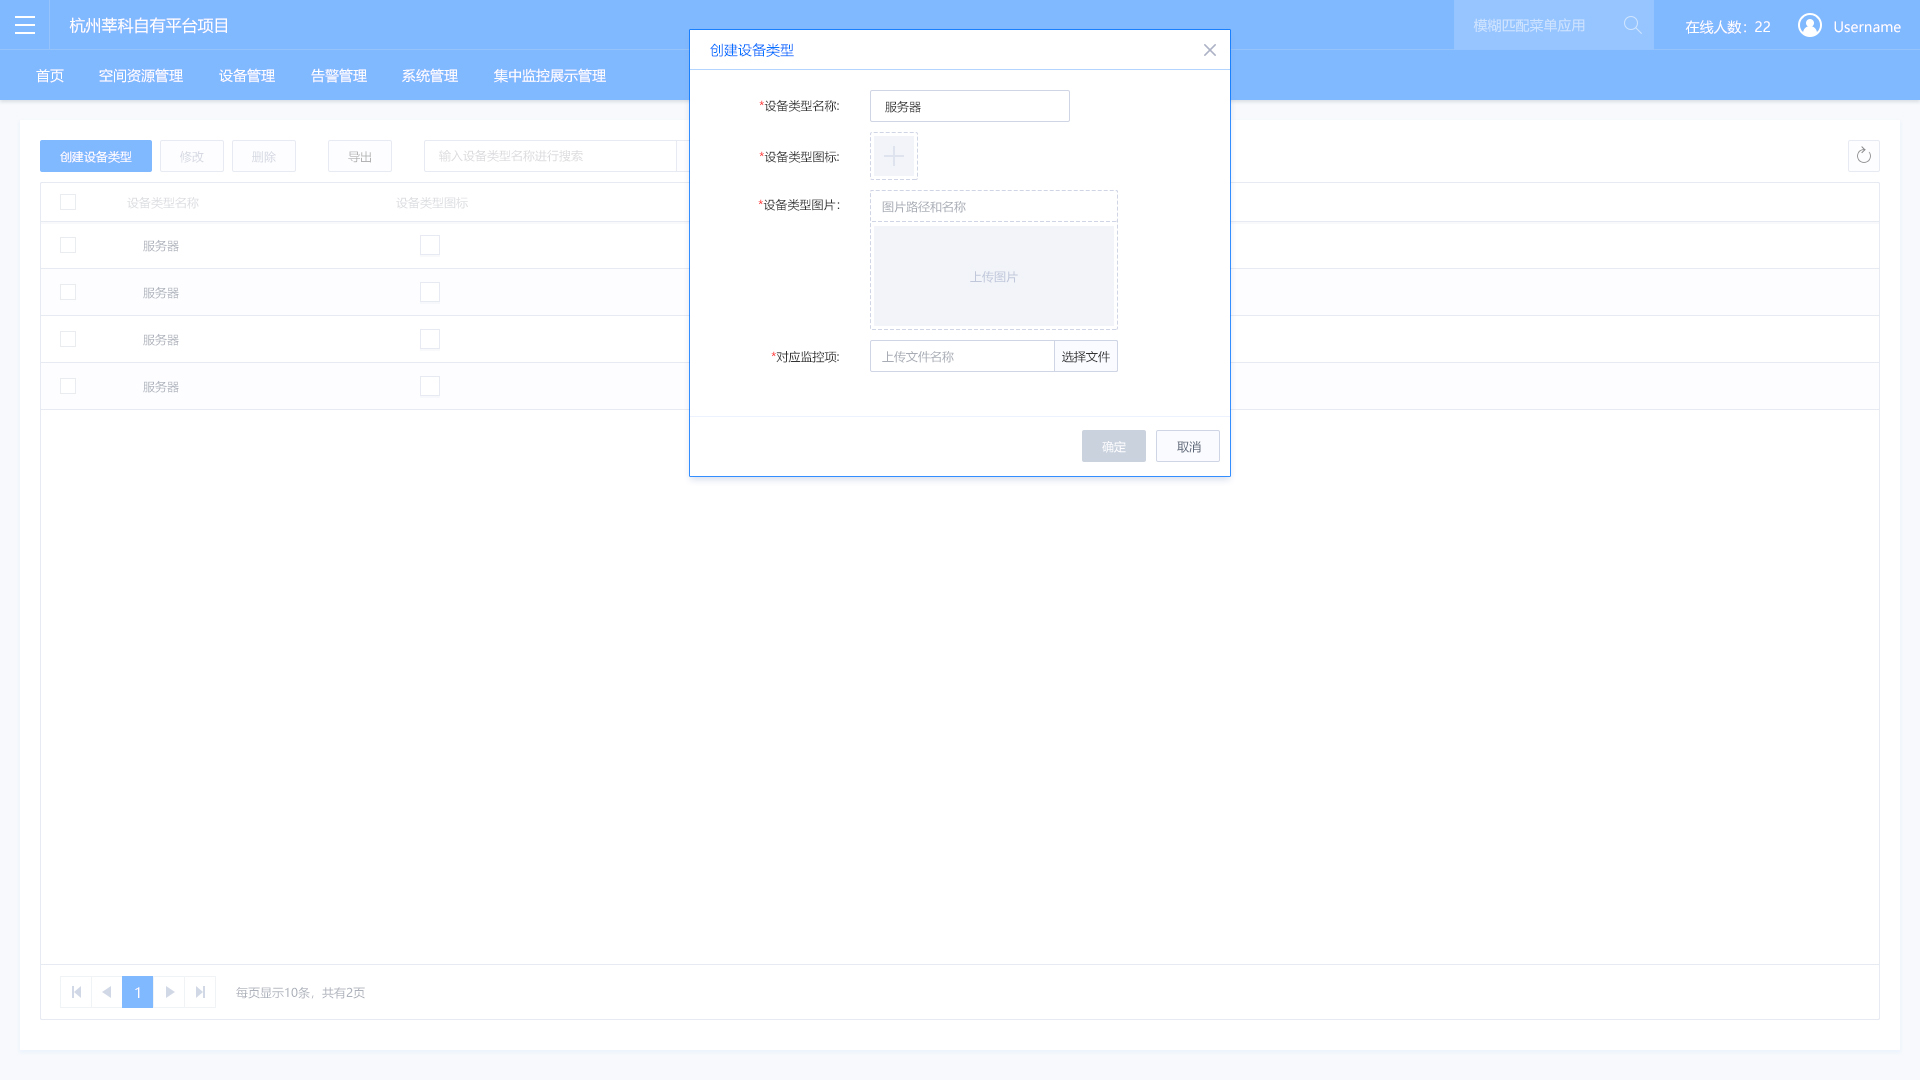 杭州莘科自有平台项目
模糊匹配菜单应用
在线人数：22
Username
首页
空间资源管理
设备管理
告警管理
系统管理
集中监控展示管理
创建设备类型
修改
删除
导出
输入设备类型名称进行搜索
设备类型名称
设备类型图标
服务器
服务器
服务器
服务器
创建设备类型
*设备类型名称:
服务器
*设备类型图标:
*设备类型图片：
图片路径和名称
上传图片
*对应监控项:
上传文件名称
选择文件
确定
取消
1
每页显示10条，共有2页